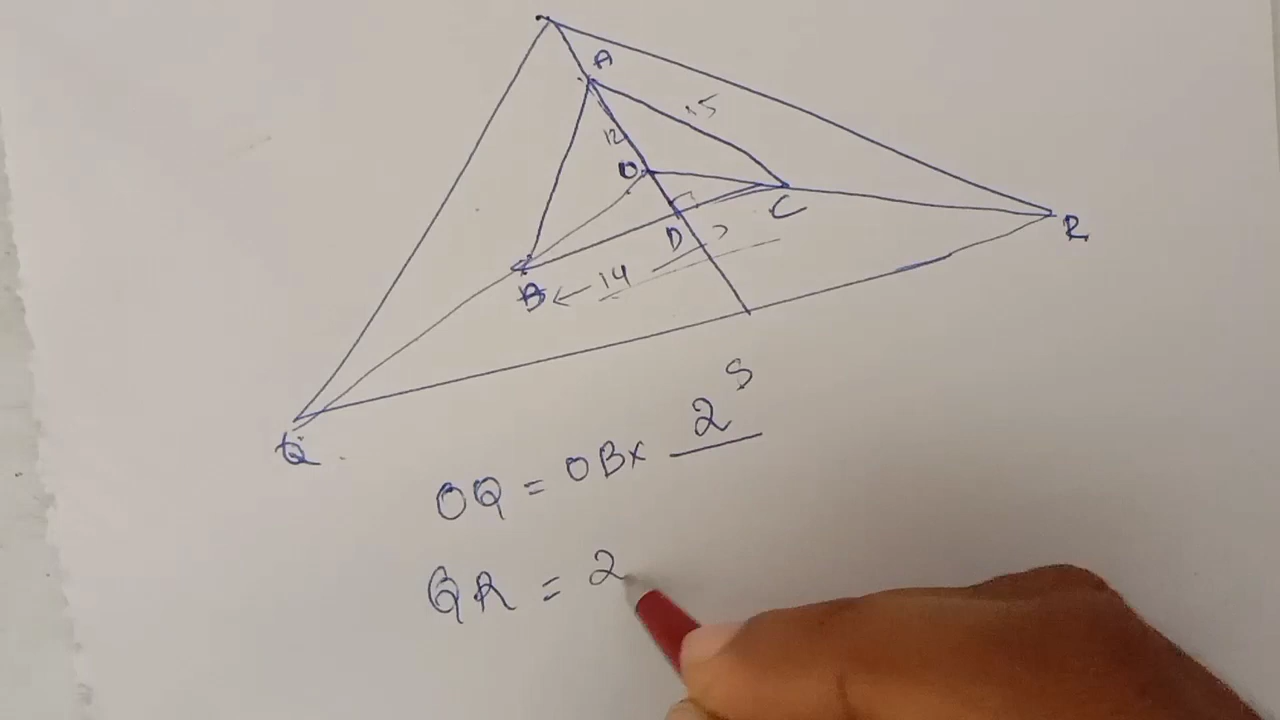 A
15
12
O
C
R
D
B ← 14
Q
S
OQ = OB x 2
QR = 2